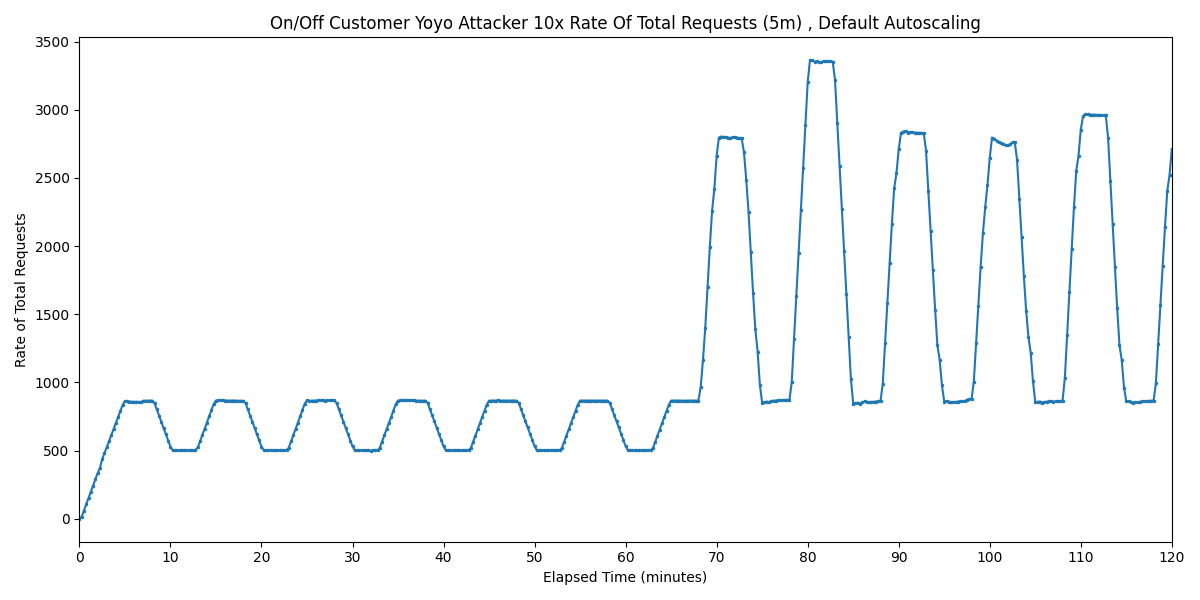 On/Off Customer Yoyo Attacker 10x Rate Of Total Requests (5m) , Default Autoscaling
3500
3000
2500
2000
1500
1000
500
0
Rate of Total Requests
0 10 20 30 40 50 60 70 80 90 100 110 120
Elapsed Time (minutes)